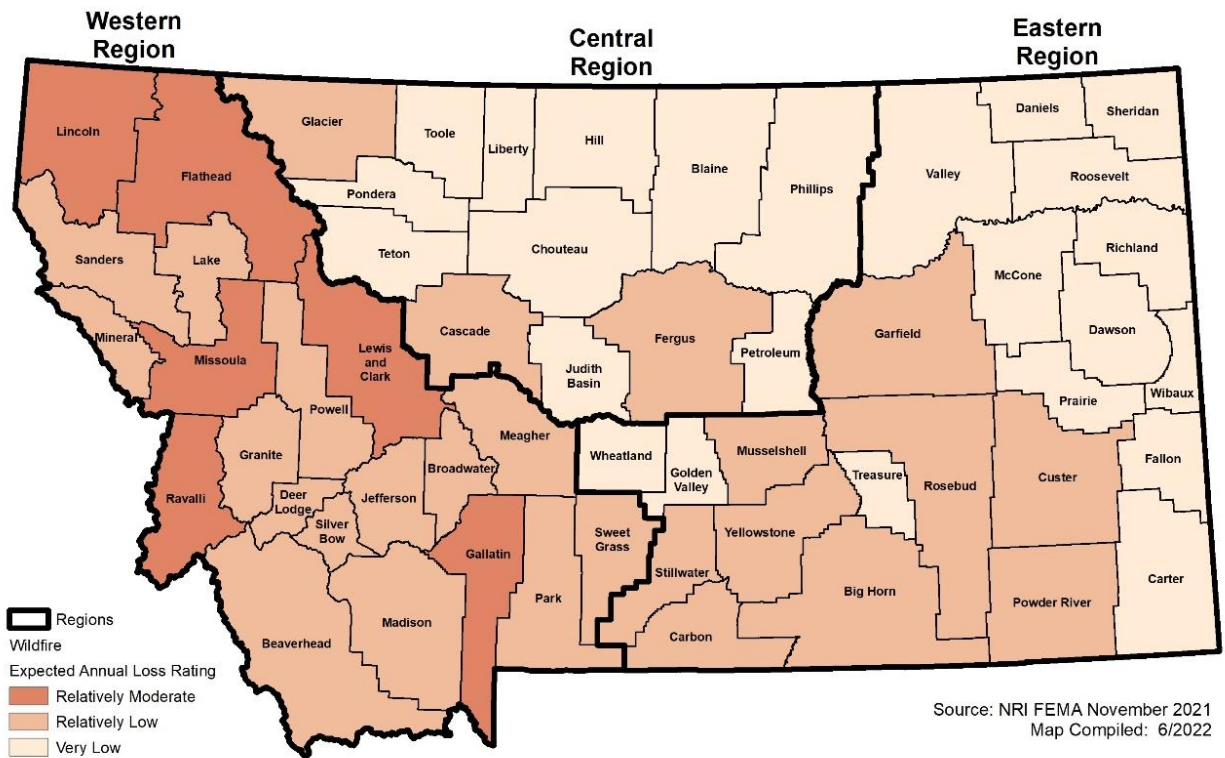 Western
Region
Central
Region
Eastern
Region
Lincoln
Flathead
Glacier
Toole
Liberty
Hill
Blaine
Phillips
Valley
Daniels
Sheridan
Roosevelt
Pondera
Teton
Chouteau
Richland
McCone
Sanders
Lake
Mineral
Missoula
Lewis
and
Clark
Cascade
Judith
Basin
Fergus
Petroleum
Garfield
Dawson
Prairie
Wibaux
Powell
Granite
Ravalli
Deer
Lodge
Silver
Bow
Jefferson
Broadwater
Meagher
Wheatland
Golden
Valley
Musselshell
Treasure
Rosebud
Custer
Fallon
Gallatin
Park
Sweet
Grass
Stillwater
Yellowstone
Big Horn
Powder River
Carter
Carbon
Madison
Beaverhead
Regions
Wildfire
Expected Annual Loss Rating
Relatively Moderate
Relatively Low
Very Low
Source: NRI FEMA November 2021
Map Compiled: 6/2022